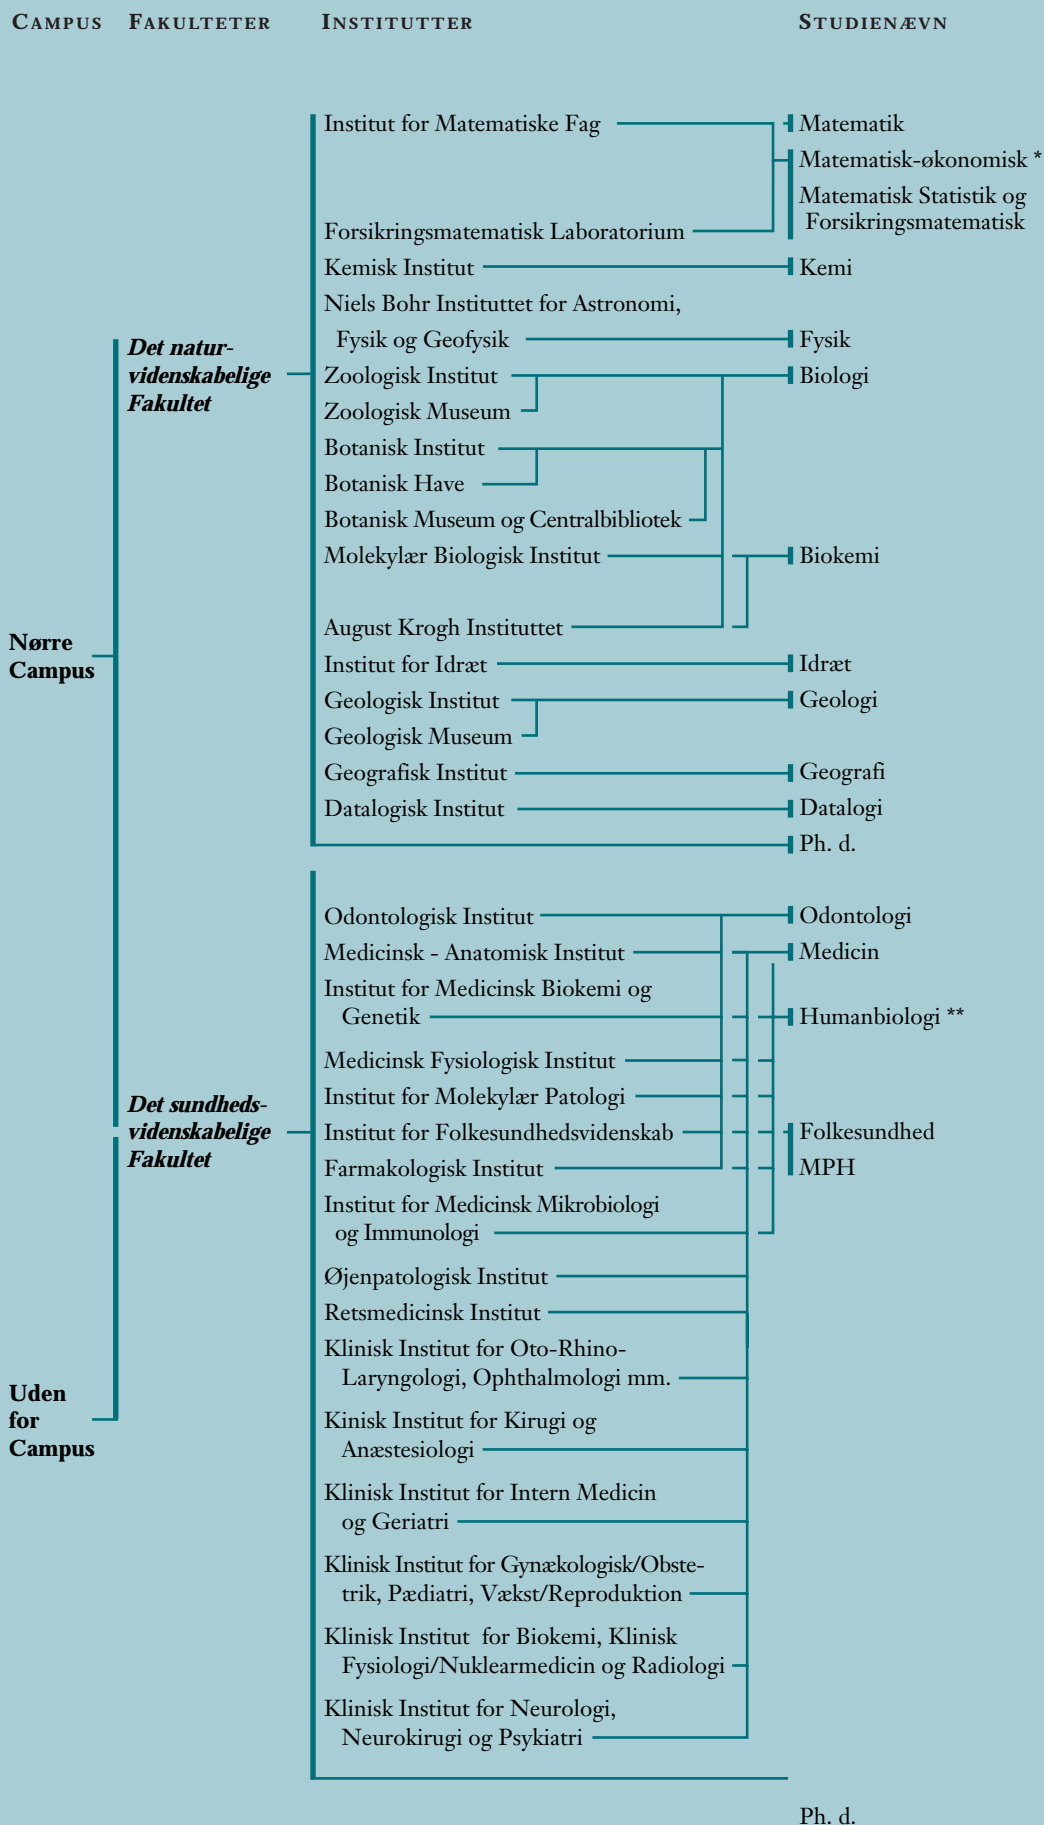 CAMPUS FAKULTETER INSTITUTTER STUDIENÆVN
Institut for Matematiske Fag
Matematik
Matematisk-økonomisk *
Matematisk Statistik og
Forsikringsmatematisk
Forsikringsmatematisk Laboratorium
Kemisk Institut
Kemi
Niels Bohr Instituttet for Astronomi,
Fysik og Geofysik
Fysik
Det natur-
videnskabelige
Fakultet
Zoologisk Institut
Biologi
Zoologisk Museum
Botanisk Institut
Botanisk Have
Botanisk Museum og Centralbibliotek
Molekylær Biologisk Institut
Biokemi
August Krogh Instituttet
Nørre
Campus
Institut for Idræt
Idræt
Geologisk Institut
Geologi
Geologisk Museum
Geografisk Institut
Geografi
Datalogisk Institut
Datalogi
Ph. d.
Odontologisk Institut
Odontologi
Medicinsk - Anatomisk Institut
Medicin
Institut for Medicinsk Biokemi og
Genetik
Humanbiologi **
Medicinsk Fysiologisk Institut
Institut for Molekylær Patologi
Det sundheds-
videnskabelige
Fakultet
Institut for Folkesundhedsvidenskab
Folkesundhed
Farmakologisk Institut
MPH
Institut for Medicinsk Mikrobiologi
og Immunologi
Øjenpatologisk Institut
Retsmedicinsk Institut
Klinisk Institut for Oto-Rhino-
Laryngologi, Ophthalmologi mm.
Uden
for
Campus
Kinisk Institut for Kirugi og
Anæstesiologi
Klinisk Institut for Intern Medicin
og Geriatri
Klinisk Institut for Gynækologisk/Obste-
trik, Pædiatri, Vækst/Reproduktion
Klinisk Institut for Biokemi, Klinisk
Fysiologi/Nuklearmedicin og Radiologi
Klinisk Institut for Neurologi,
Neurokirugi og Psykiatri
Ph. d.